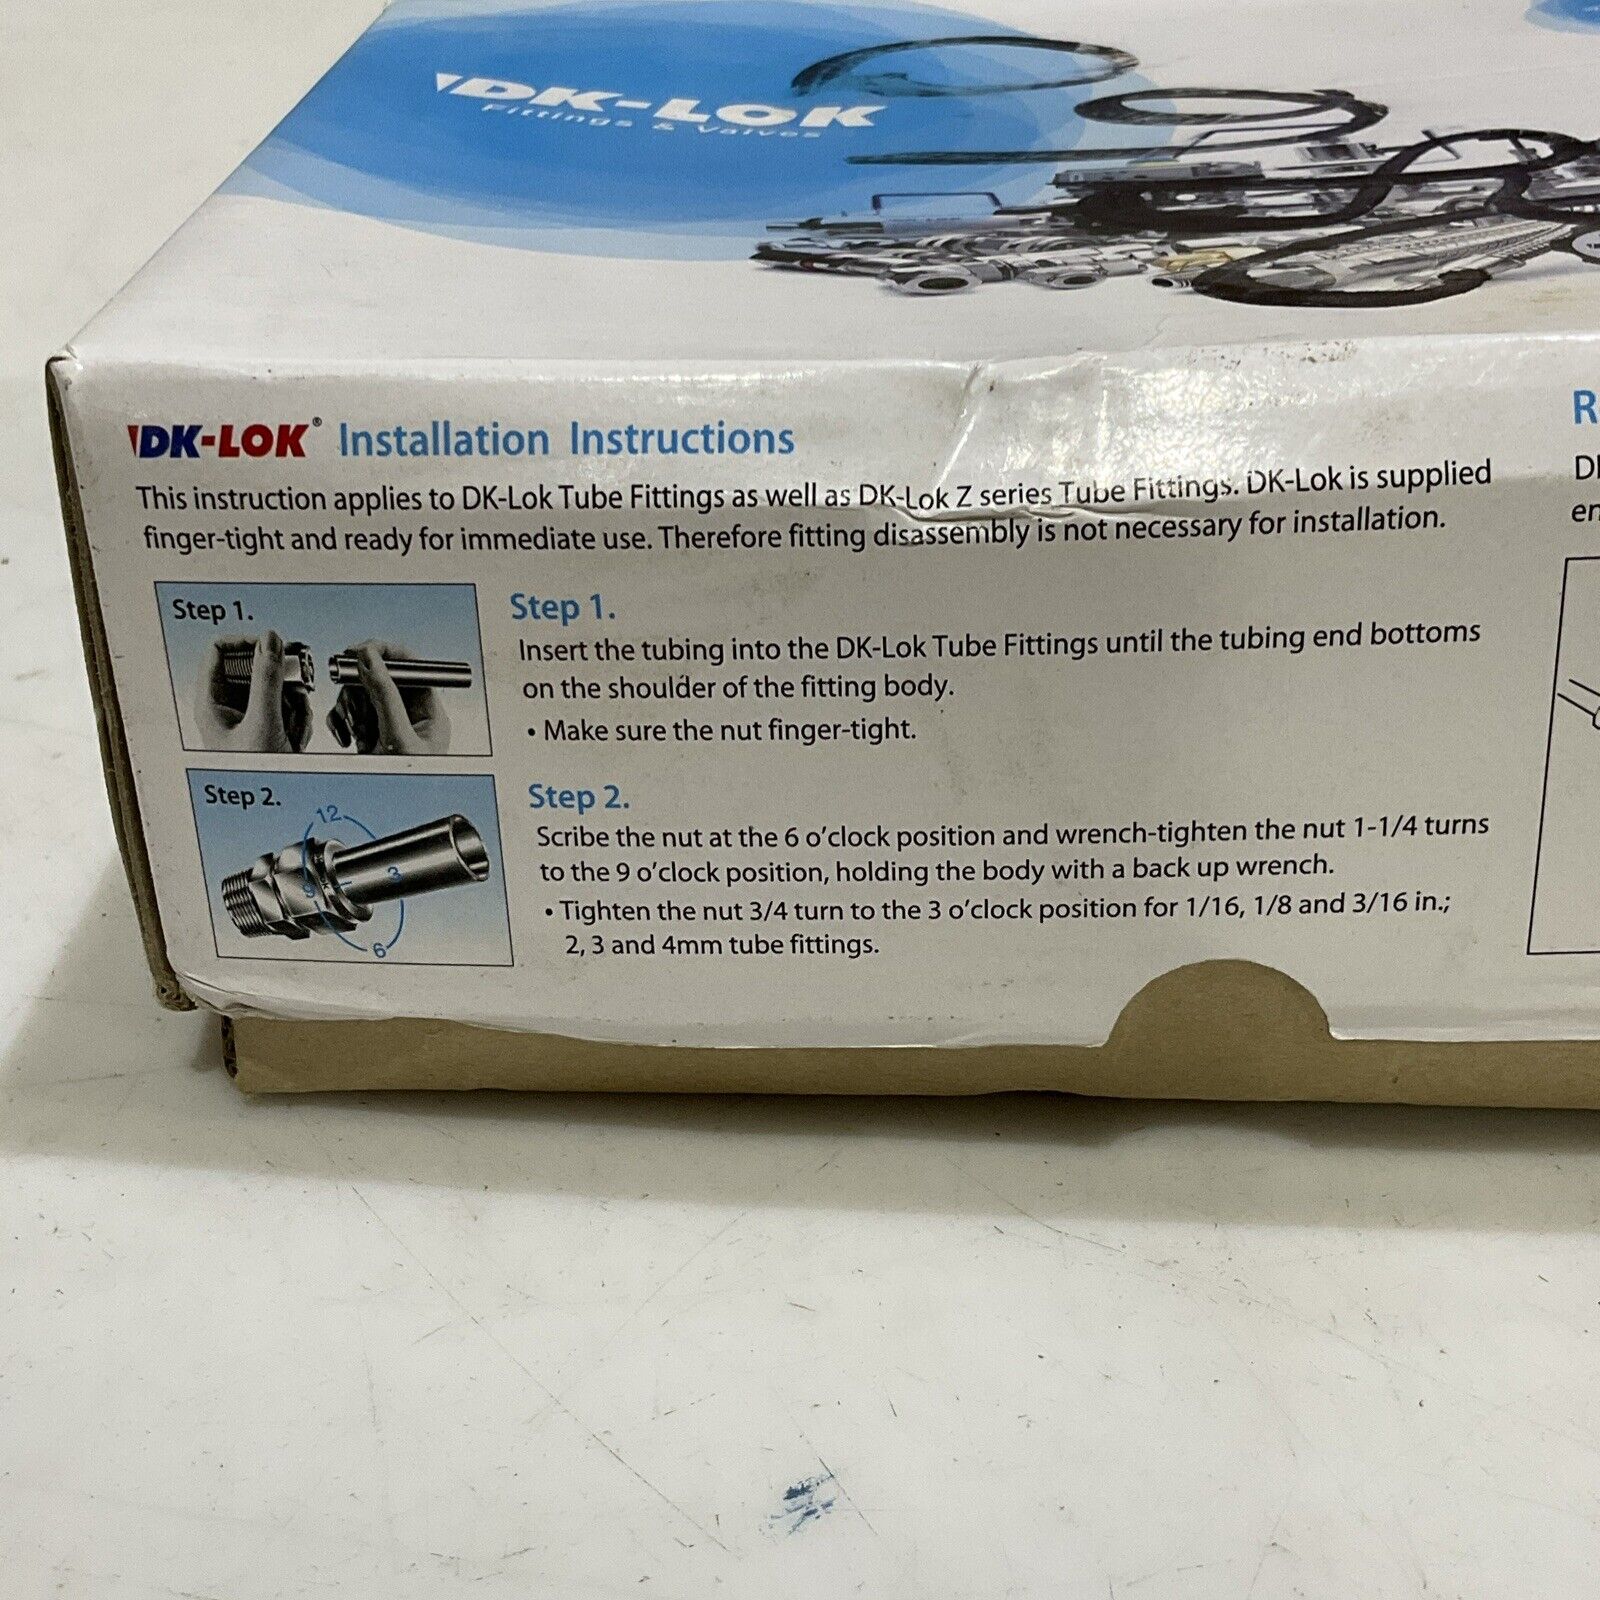 DK-LOK
Fittings & Valves
DK-LOK® Installation Instructions
This instruction applies to DK-Lok Tube Fittings as well as DK-Lok Z series Tube Fittings. DK-Lok is supplied
finger-tight and ready for immediate use. Therefore fitting disassembly is not necessary for installation.
Step 1.
Step 1.
Insert the tubing into the DK-Lok Tube Fittings until the tubing end bottoms
on the shoulder of the fitting body.
• Make sure the nut finger-tight.
Step 2.
12
3
6
9
Step 2.
Scribe the nut at the 6 o'clock position and wrench-tighten the nut 1-1/4 turns
to the 9 o'clock position, holding the body with a back up wrench.
• Tighten the nut 3/4 turn to the 3 o'clock position for 1/16, 1/8 and 3/16 in.;
2, 3 and 4mm tube fittings.